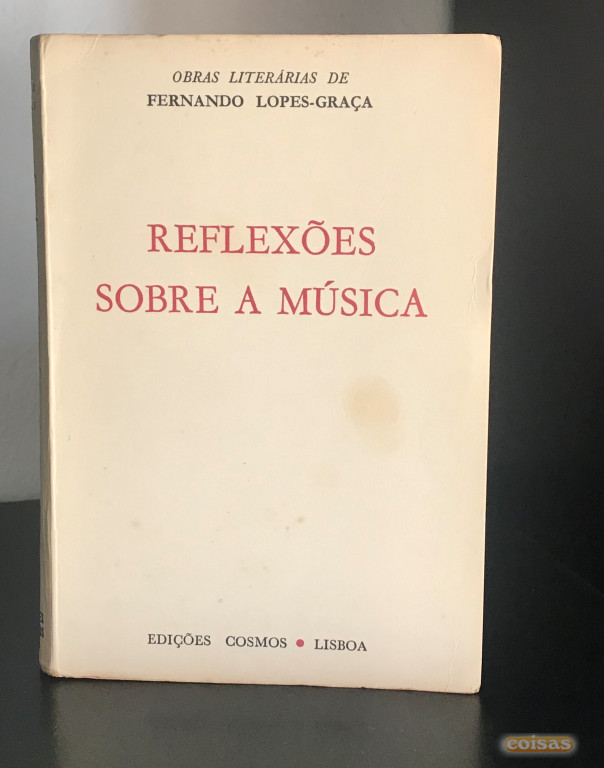 OBRAS LITERÁRIAS DE
FERNANDO LOPES-GRAÇA
REFLEXÕES
SOBRE A MÚSICA
EDIÇÕES COSMOS • LISBOA
coisas